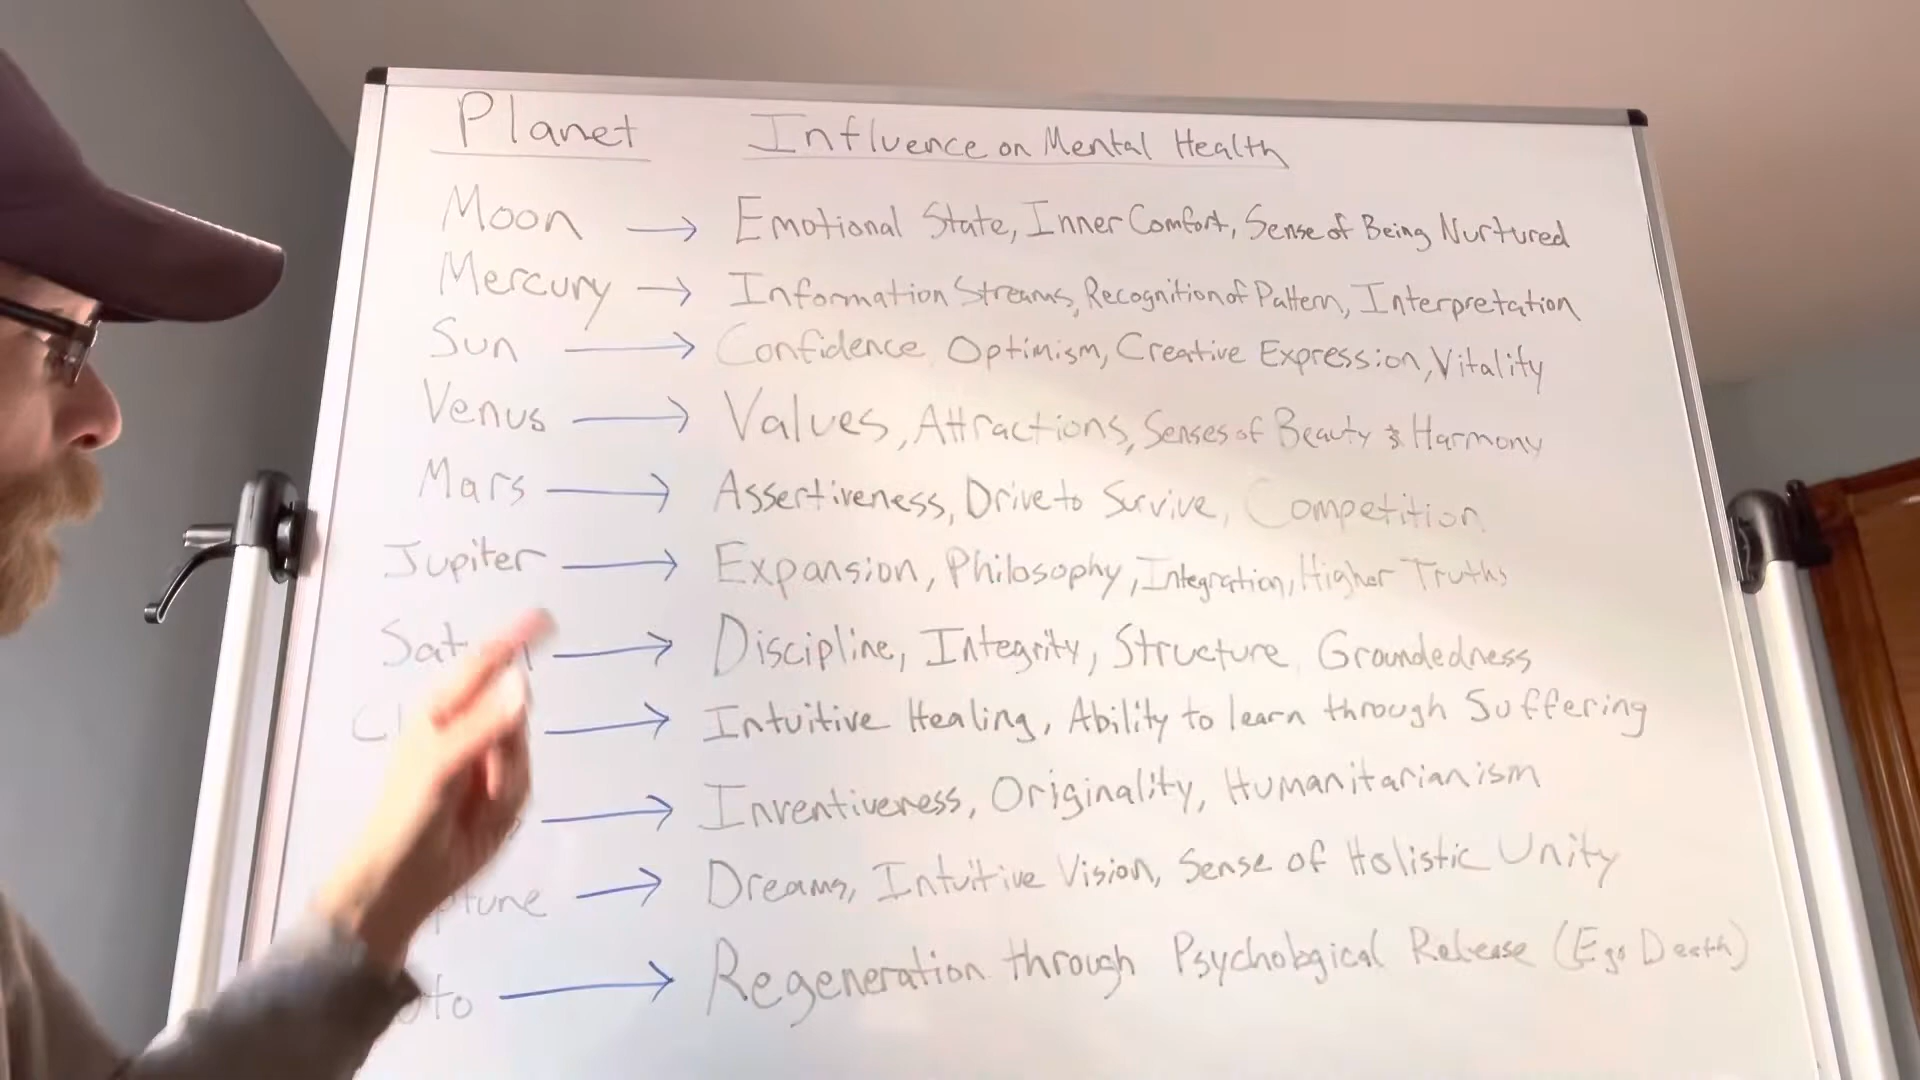 Planet Influence on Mental Health
Moon → Emotional State, Inner Comfort, Sense of Being Nurtured
Mercury → Information Streams, Recognition of Pattern, Interpretation
Sun → Confidence Optimism, Creative Expression, Vitality
Venus → Values, Attractions, Senses of Beauty & Harmony
Mars → Assertiveness, Drive to Survive, Competition
Jupiter → Expansion, Philosophy, Integration, Higher Truths
→ Discipline, Integrity, Structure, Groundedness
→ Intuitive Healing, Ability to learn through Suffering
→ Inventiveness, Originality, Humanitarianism
→ Dreams, Intuitive Vision, Sense of Holistic Unity
→ Regeneration through Psychological Release (Ego Death)